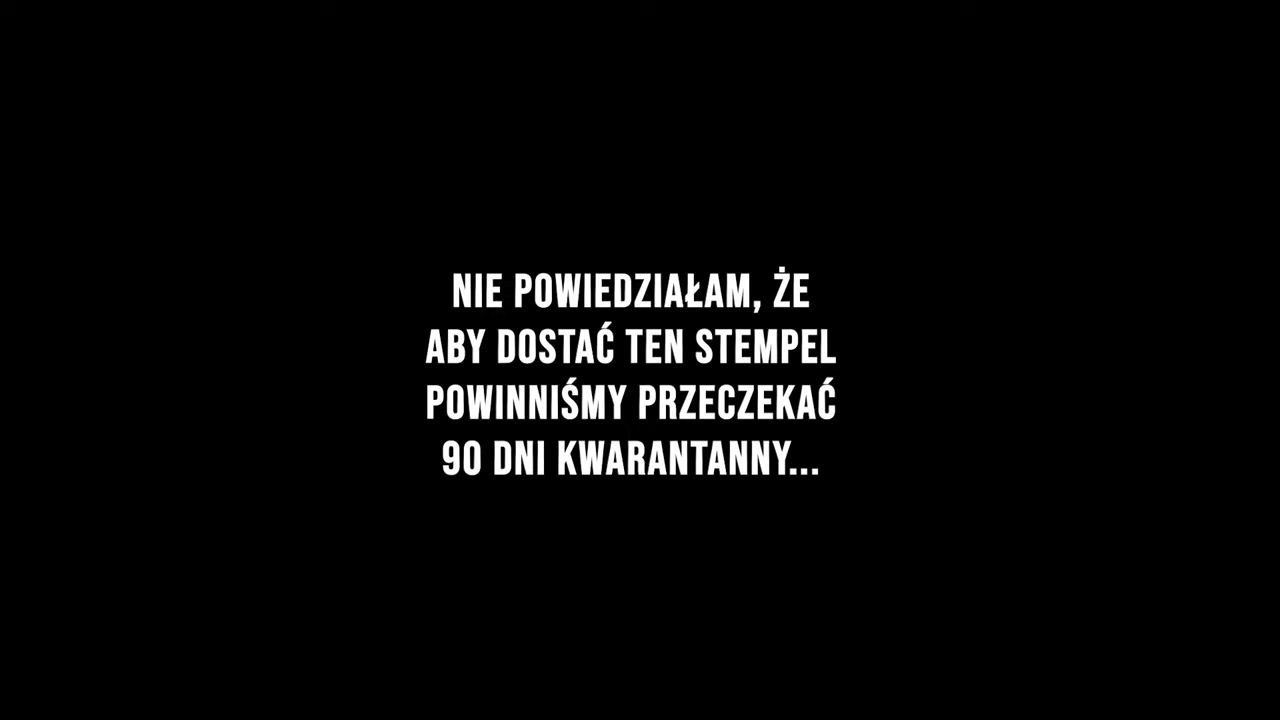 NIE POWIEDZIAŁAM, ŻE
ABY DOSTAĆ TEN STEMPEL
POWINNIŚMY PRZECZEKAĆ
90 DNI KWARANTANNY...